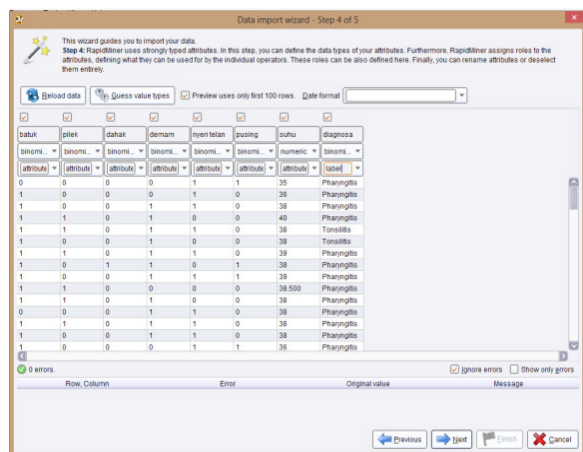 Data import wizard - Step 4 of 5
This wizard guides you to import your data.
Step 4: RapidMiner uses strongly typed attributes. In this step, you can define the data types of your attributes. Furthermore, RapidMiner assigns roles to the
attributes, defining what they can be used for by the individual operators. These roles can be also defined here. Finally, you can rename attributes or deselect
them entirely.
Reload data Guess value types Preview uses only first 100 rows. Date format
batuk pilek dahak demam nyeri telan pusing suhu diagnosa
binomi... binomi... binomi... binomi... binomi... binomi... numeric binomi...
attribute attribute attribute attribute attribute attribute attribute label
0 0 0 0 1 1 35 Pharyngitis
1 0 0 0 1 0 36 Pharyngitis
1 0 0 1 1 0 38 Pharyngitis
1 1 0 1 0 0 40 Pharyngitis
1 1 0 1 0 0 38 Tonsilitis
1 0 0 1 0 0 38 Tonsilitis
1 1 0 1 1 0 39 Pharyngitis
1 0 1 1 0 1 38 Pharyngitis
1 1 0 1 1 1 39 Pharyngitis
1 1 0 0 0 0 38.500 Pharyngitis
1 1 0 1 0 0 38 Pharyngitis
0 0 0 1 0 0 38 Pharyngitis
1 1 0 1 1 0 38 Pharyngitis
1 0 0 1 1 0 38 Pharyngitis
1 0 0 0 1 1 36 Pharyngitis
0 errors. Ignore errors Show only errors
Row, Column Error Original value Message
Previous Next Finish Cancel